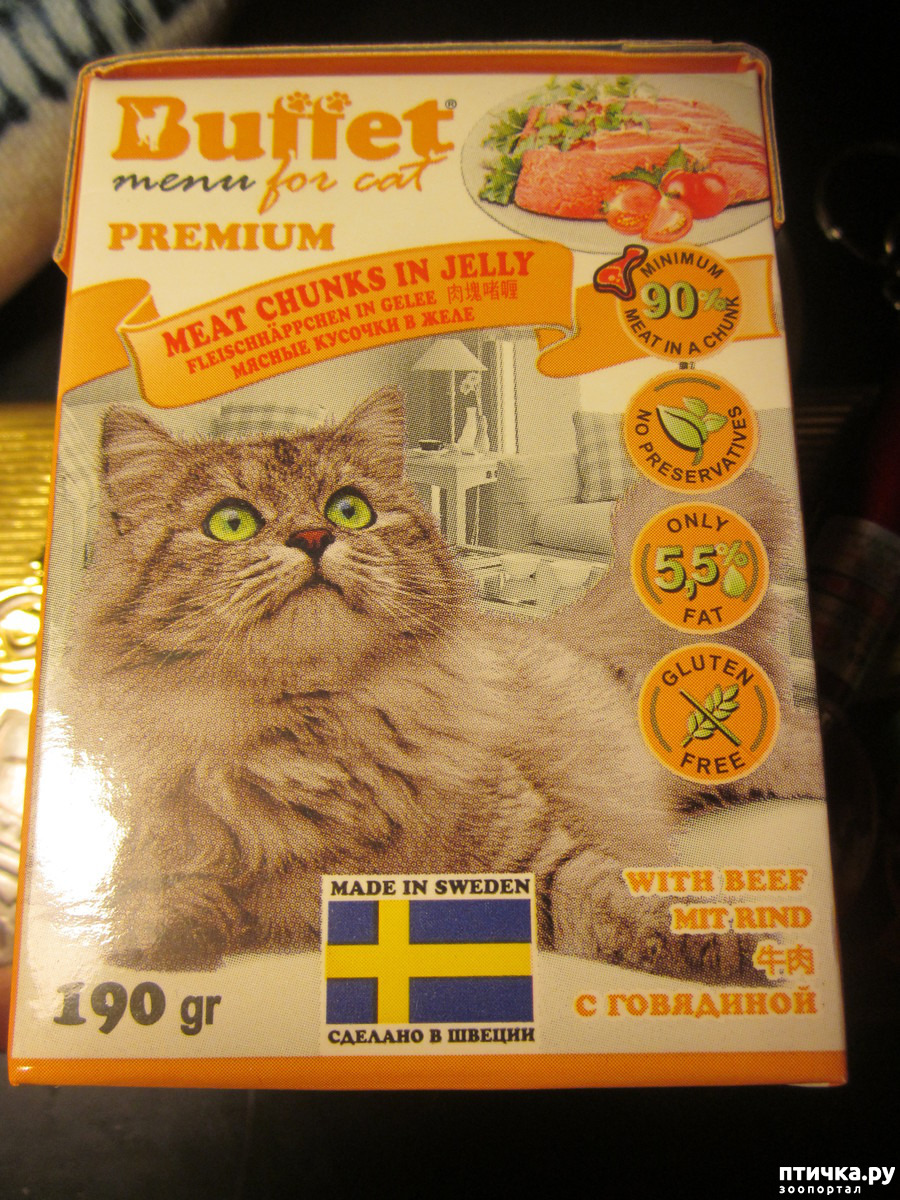 Buffet®
menu for cat
PREMIUM
MEAT CHUNKS IN JELLY
FLEISCHHÄPPCHEN IN GELEE 肉塊啫喱
МЯСНЫЕ КУСОЧКИ В ЖЕЛЕ
MINIMUM
90%
MEAT IN A CHUNK
NO PRESERVATIVES
ONLY
5,5%
FAT
GLUTEN
FREE
WITH BEEF
MIT RIND
牛肉
С ГОВЯДИНОЙ
MADE IN SWEDEN
СДЕЛАНО В ШВЕЦИИ
190 gr
птичка.ру
зоопортал